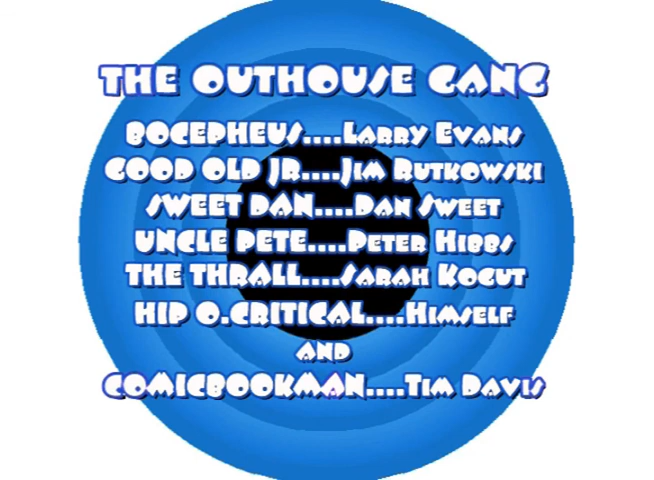 THE OUTHOUSE GANG
BOCEPHEUS....Larry Evans
GOOD OLD JR....Jim Rutkowski
SWEET DAN....Dan Sweet
UNCLE PETE....Peter Hibbs
THE THRALL....Sarah Kogut
HIP O.CRITICAL....Himself
AND
COMICBOOKMAN....Tim Davis